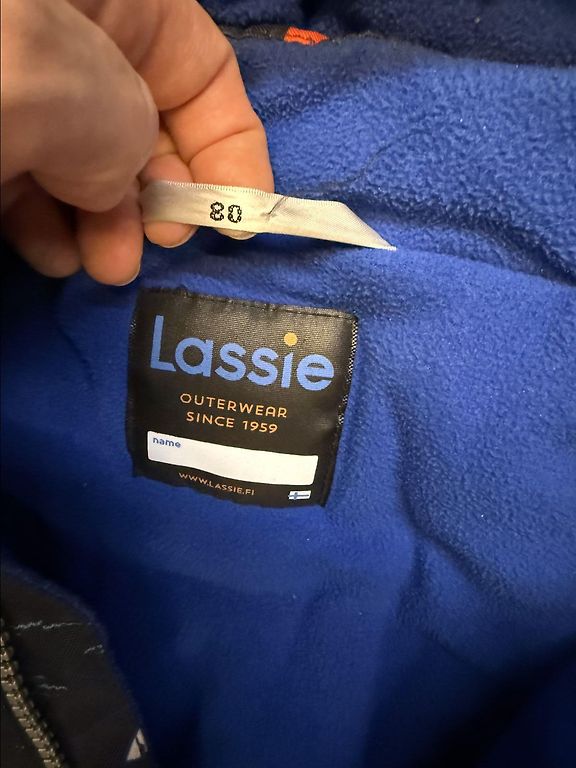 80
Lassie
OUTERWEAR
SINCE 1959
name
WWW.LASSIE.FI